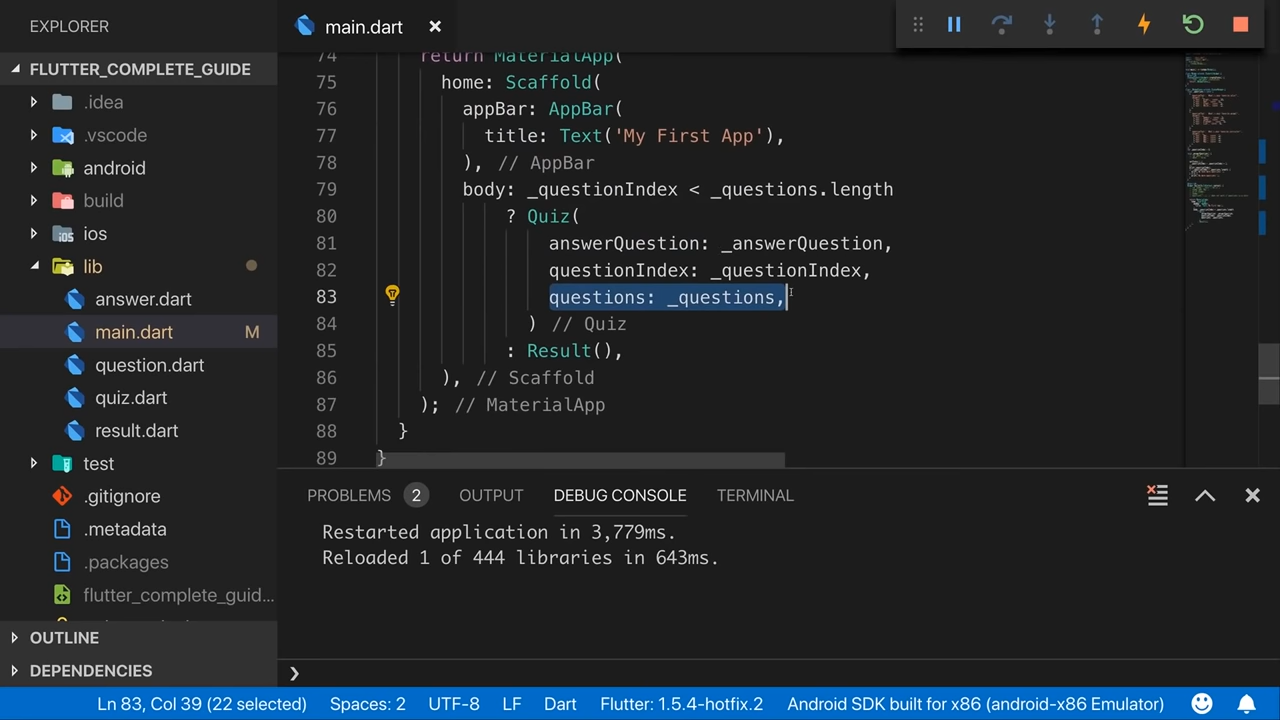 EXPLORER
FLUTTER_COMPLETE_GUIDE
.idea
.vscode
android
build
ios
lib
answer.dart
main.dart M
question.dart
quiz.dart
result.dart
test
.gitignore
.metadata
.packages
flutter_complete_guid...
OUTLINE
DEPENDENCIES
main.dart
74 return MaterialApp(
75 home: Scaffold(
76 appBar: AppBar(
77 title: Text('My First App'),
78 ), // AppBar
79 body: _questionIndex < _questions.length
80 ? Quiz(
81 answerQuestion: _answerQuestion,
82 questionIndex: _questionIndex,
83 questions: _questions,
84 ) // Quiz
85 : Result(),
86 ), // Scaffold
87 ); // MaterialApp
88 }
89 }
PROBLEMS 2 OUTPUT DEBUG CONSOLE TERMINAL
Restarted application in 3,779ms.
Reloaded 1 of 444 libraries in 643ms.
Ln 83, Col 39 (22 selected) Spaces: 2 UTF-8 LF Dart Flutter: 1.5.4-hotfix.2 Android SDK built for x86 (android-x86 Emulator)